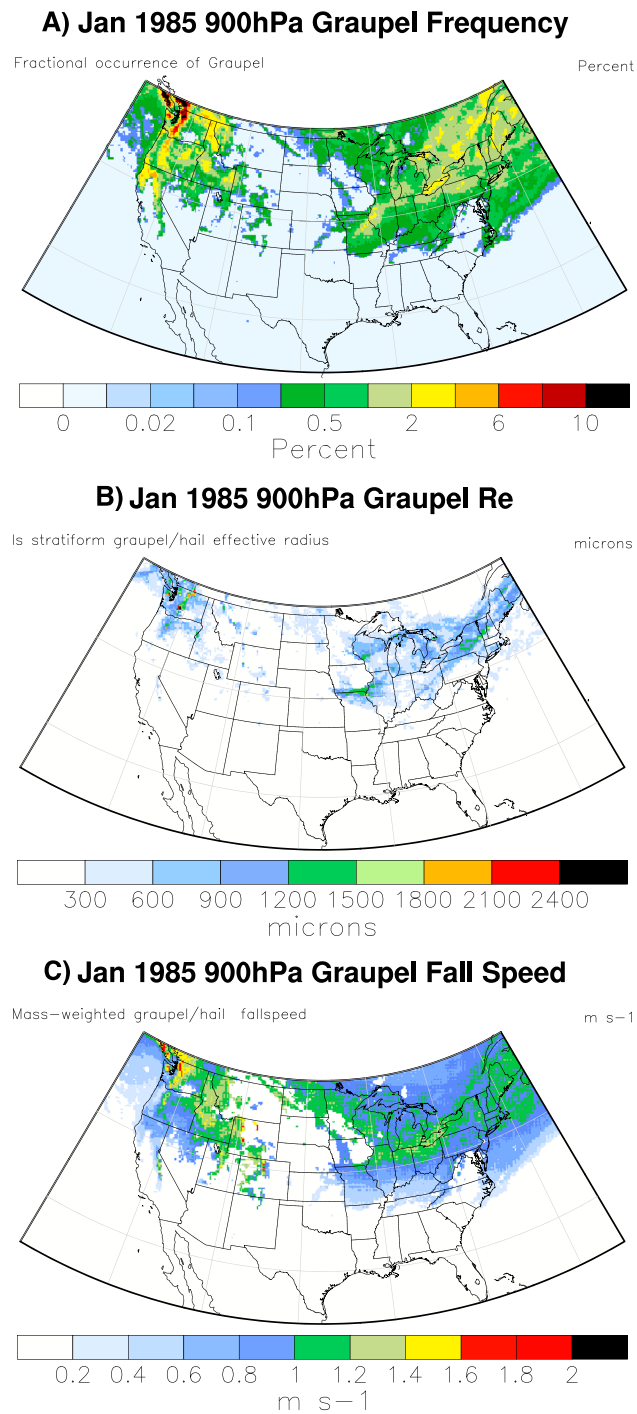 A) Jan 1985 900hPa Graupel Frequency
Fractional occurrence of Graupel Percent
0 0.02 0.1 0.5 2 6 10
Percent
B) Jan 1985 900hPa Graupel Re
ls stratiform graupel/hail effective radius microns
300 600 900 1200 1500 1800 2100 2400
microns
C) Jan 1985 900hPa Graupel Fall Speed
Mass-weighted graupel/hail fallspeed m s-1
0.2 0.4 0.6 0.8 1 1.2 1.4 1.6 1.8 2
m s-1